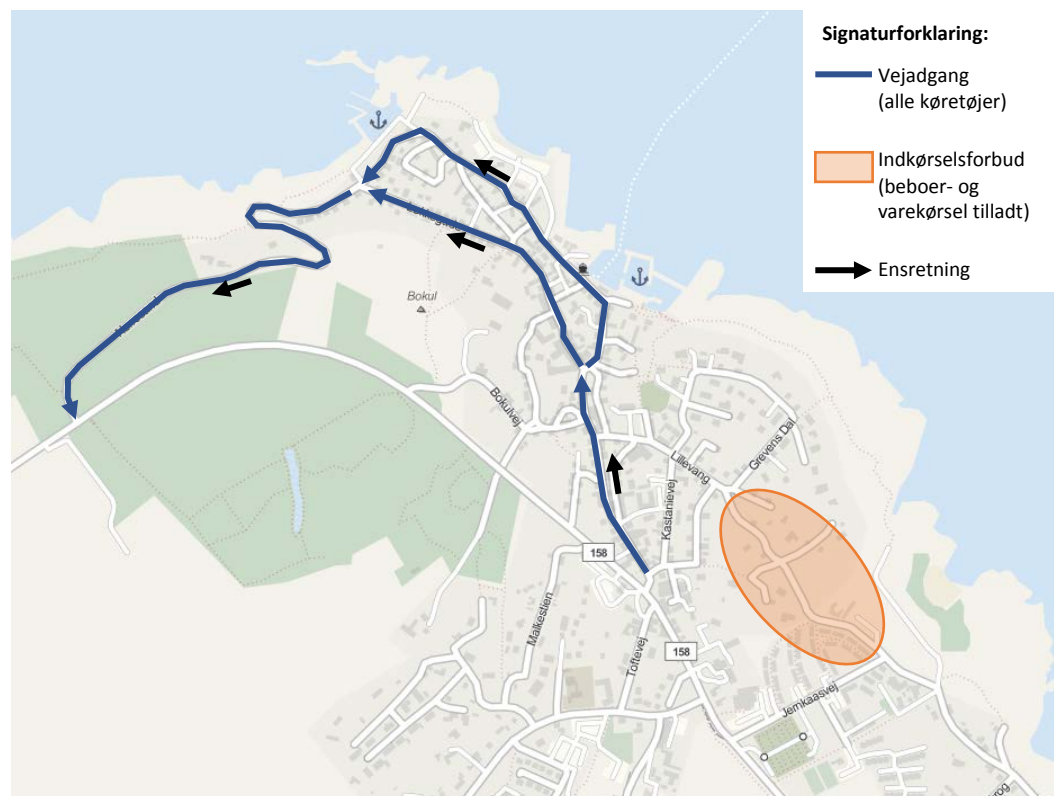 Signaturforklaring:
Vejadgang
(alle køretøjer)
Indkørselsforbud
(beboer- og
varekørsel tilladt)
Ensretning
Bokul
Bokulvej
Lillevang
Grevens Dal
Kastanievej
158
Malkestien
Toftevej
158
Jernkaasvej